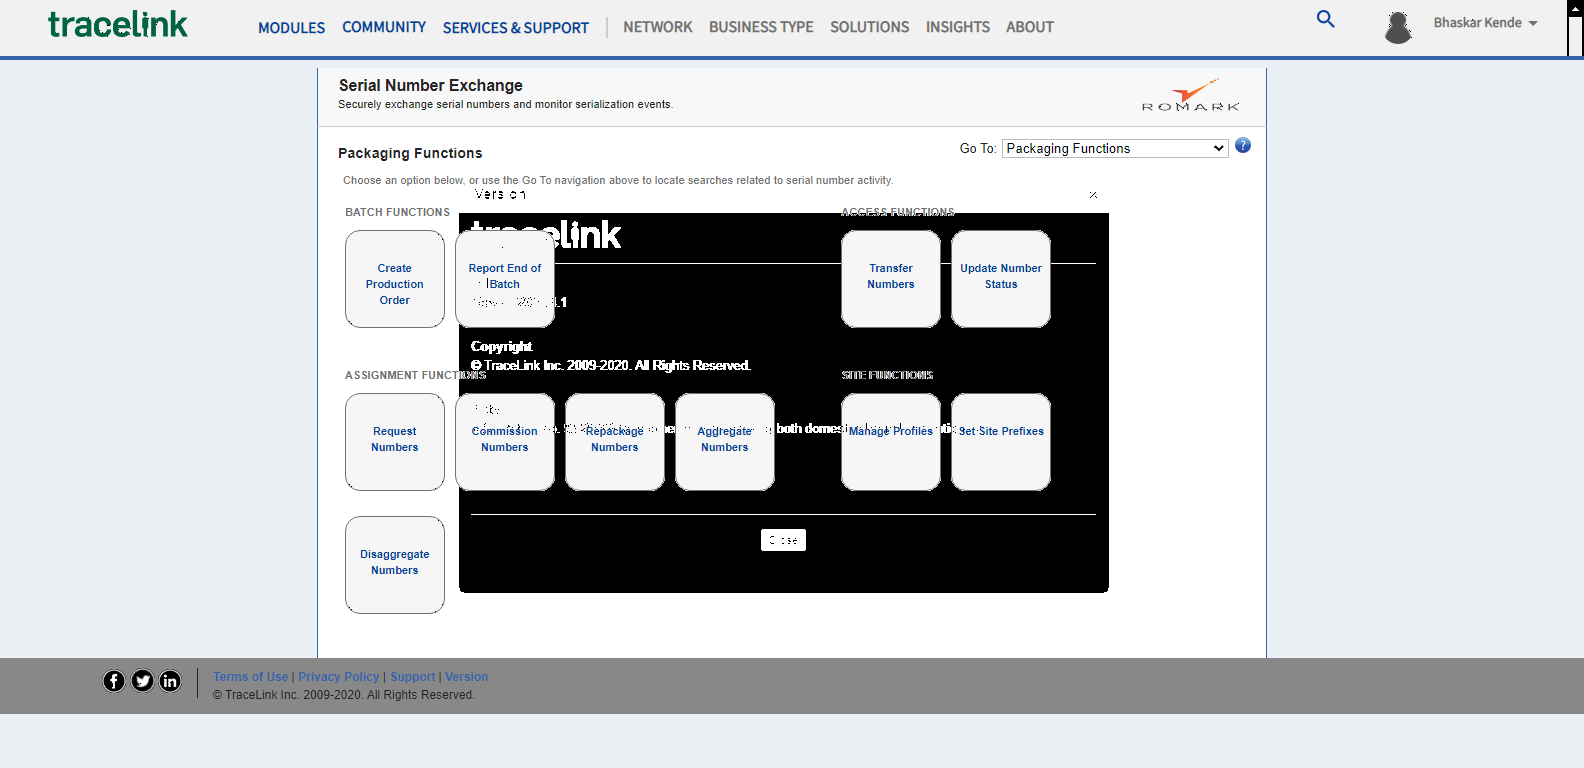 tracelink
MODULES COMMUNITY SERVICES & SUPPORT NETWORK BUSINESS TYPE SOLUTIONS INSIGHTS ABOUT
Bhaskar Kende
Serial Number Exchange
Securely exchange serial numbers and monitor serialization events.
ROMARK
Packaging Functions
Go To: Packaging Functions ?
Choose an option below, or use the Go To navigation above to locate searches related to serial number activity.
Version ×
BATCH FUNCTIONS ACCESS FUNCTIONS
tracelink
Create Production Order
Report End of Batch
Transfer Numbers
Update Number Status
Copyright
© TraceLink Inc. 2009-2020. All Rights Reserved.
ASSIGNMENT FUNCTIONS SITE FUNCTIONS
Request Numbers
Commission Numbers
Repackage Numbers
Aggregate Numbers
both
Manage Profiles
Set Site Prefixes
Close
Disaggregate Numbers
Terms of Use | Privacy Policy | Support | Version
© TraceLink Inc. 2009-2020. All Rights Reserved.